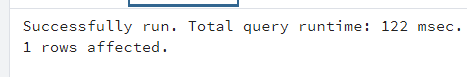 Successfully run. Total query runtime: 122 msec.
1 rows affected.